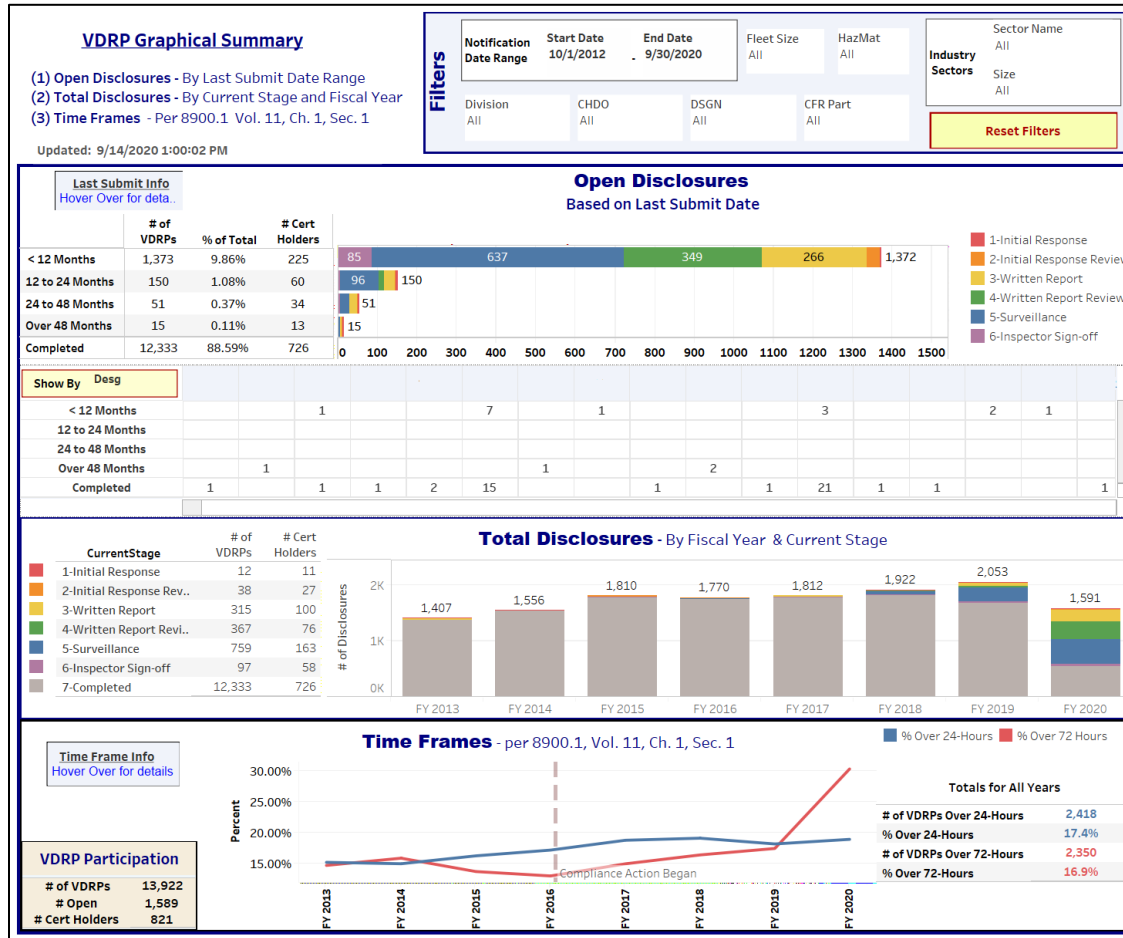 VDRP Graphical Summary
(1) Open Disclosures - By Last Submit Date Range
(2) Total Disclosures - By Current Stage and Fiscal Year
(3) Time Frames - Per 8900.1 Vol. 11, Ch. 1, Sec. 1
Updated: 9/14/2020 1:00:02 PM
Filters
Notification Date Range
Start Date End Date
10/1/2012 - 9/30/2020
Fleet Size
All
HazMat
All
Industry Sectors
Sector Name
All
Size
All
Division
All
CHDO
All
DSGN
All
CFR Part
All
Reset Filters
Last Submit Info
Hover Over for deta..
Open Disclosures
Based on Last Submit Date
# of VDRPs % of Total # Cert Holders
< 12 Months 1,373 9.86% 225
12 to 24 Months 150 1.08% 60
24 to 48 Months 51 0.37% 34
Over 48 Months 15 0.11% 13
Completed 12,333 88.59% 726
85 637 349 266 1,372
96 150
51
15
0 100 200 300 400 500 600 700 800 900 1000 1100 1200 1300 1400 1500
1-Initial Response
2-Initial Response Review
3-Written Report
4-Written Report Review
5-Surveillance
6-Inspector Sign-off
Show By Desg
< 12 Months 1 7 1 3 2 1
12 to 24 Months
24 to 48 Months
Over 48 Months 1 1 2
Completed 1 1 1 2 15 1 1 21 1 1 1
CurrentStage # of VDRPs # Cert Holders
1-Initial Response 12 11
2-Initial Response Rev.. 38 27
3-Written Report 315 100
4-Written Report Revi.. 367 76
5-Surveillance 759 163
6-Inspector Sign-off 97 58
7-Completed 12,333 726
Total Disclosures - By Fiscal Year & Current Stage
# of Disclosures
2K
1K
0K
1,407 1,556 1,810 1,770 1,812 1,922 2,053 1,591
FY 2013 FY 2014 FY 2015 FY 2016 FY 2017 FY 2018 FY 2019 FY 2020
Time Frame Info
Hover Over for details
Time Frames - per 8900.1, Vol. 11, Ch. 1, Sec. 1
% Over 24-Hours % Over 72 Hours
Percent
30.00%
25.00%
20.00%
15.00%
Compliance Action Began
FY 2013 FY 2014 FY 2015 FY 2016 FY 2017 FY 2018 FY 2019 FY 2020
Totals for All Years
# of VDRPs Over 24-Hours 2,418
% Over 24-Hours 17.4%
# of VDRPs Over 72-Hours 2,350
% Over 72-Hours 16.9%
VDRP Participation
# of VDRPs 13,922
# Open 1,589
# Cert Holders 821